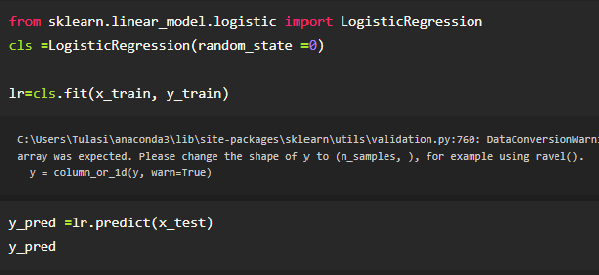 from sklearn.linear_model.logistic import LogisticRegression
cls =LogisticRegression(random_state =0)
lr=cls.fit(x_train, y_train)
C:\Users\Tulasi\anaconda3\lib\site-packages\sklearn\utils\validation.py:760: DataConversionWarni
array was expected. Please change the shape of y to (n_samples, ), for example using ravel().
y = column_or_1d(y, warn=True)
y_pred =lr.predict(x_test)
y_pred